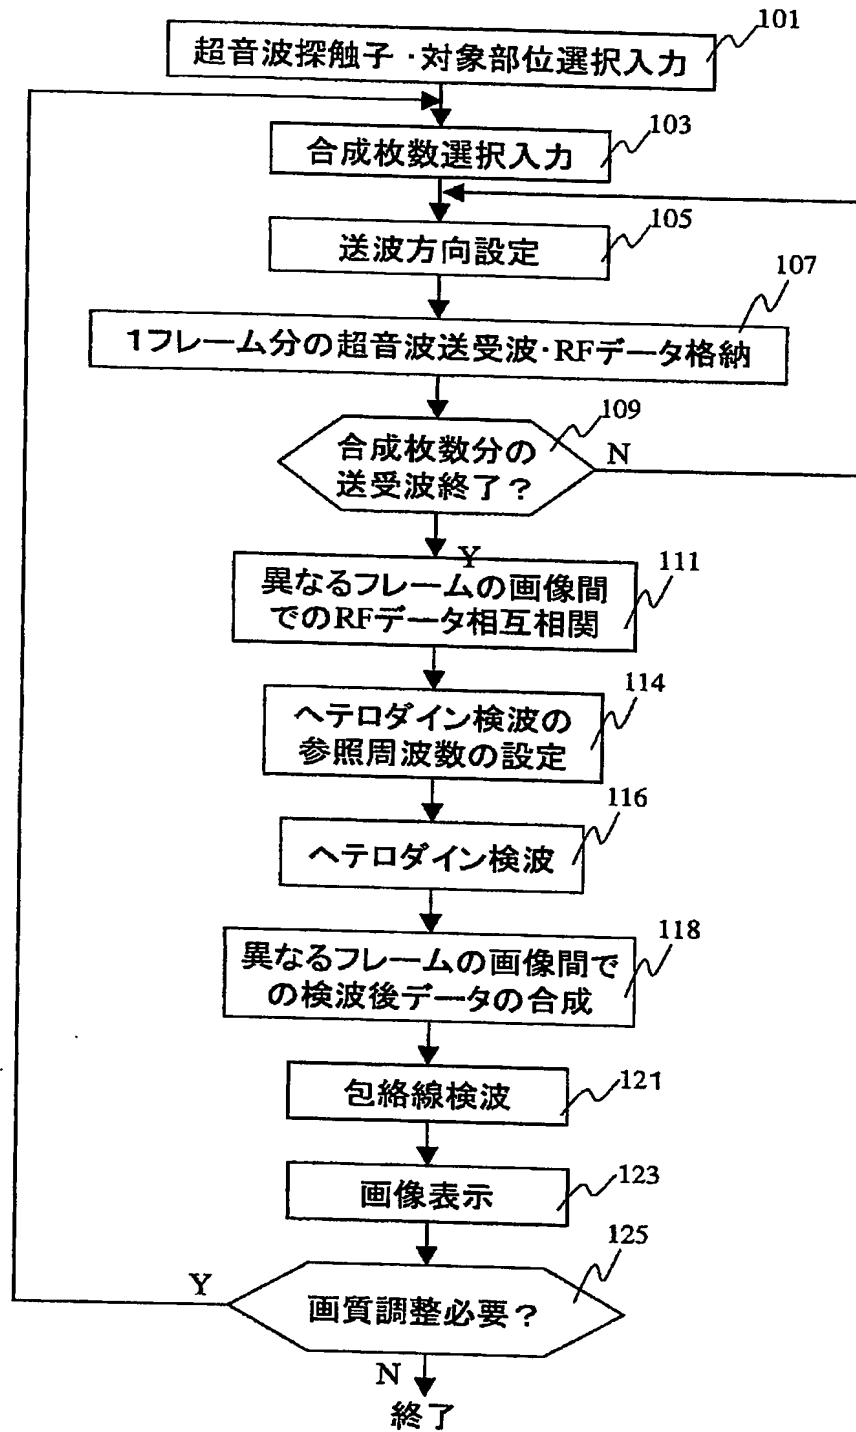 101
超音波探触子・対象部位選択入力
103
合成枚数選択入力
105
送波方向設定
107
1フレーム分の超音波送受波・RFデータ格納
109
合成枚数分の
送受波終了？
N
Y
111
異なるフレームの画像間
でのRFデータ相互相関
114
ヘテロダイン検波の
参照周波数の設定
116
ヘテロダイン検波
118
異なるフレームの画像間で
の検波後データの合成
121
包絡線検波
123
画像表示
125
Y
画質調整必要？
N
終了